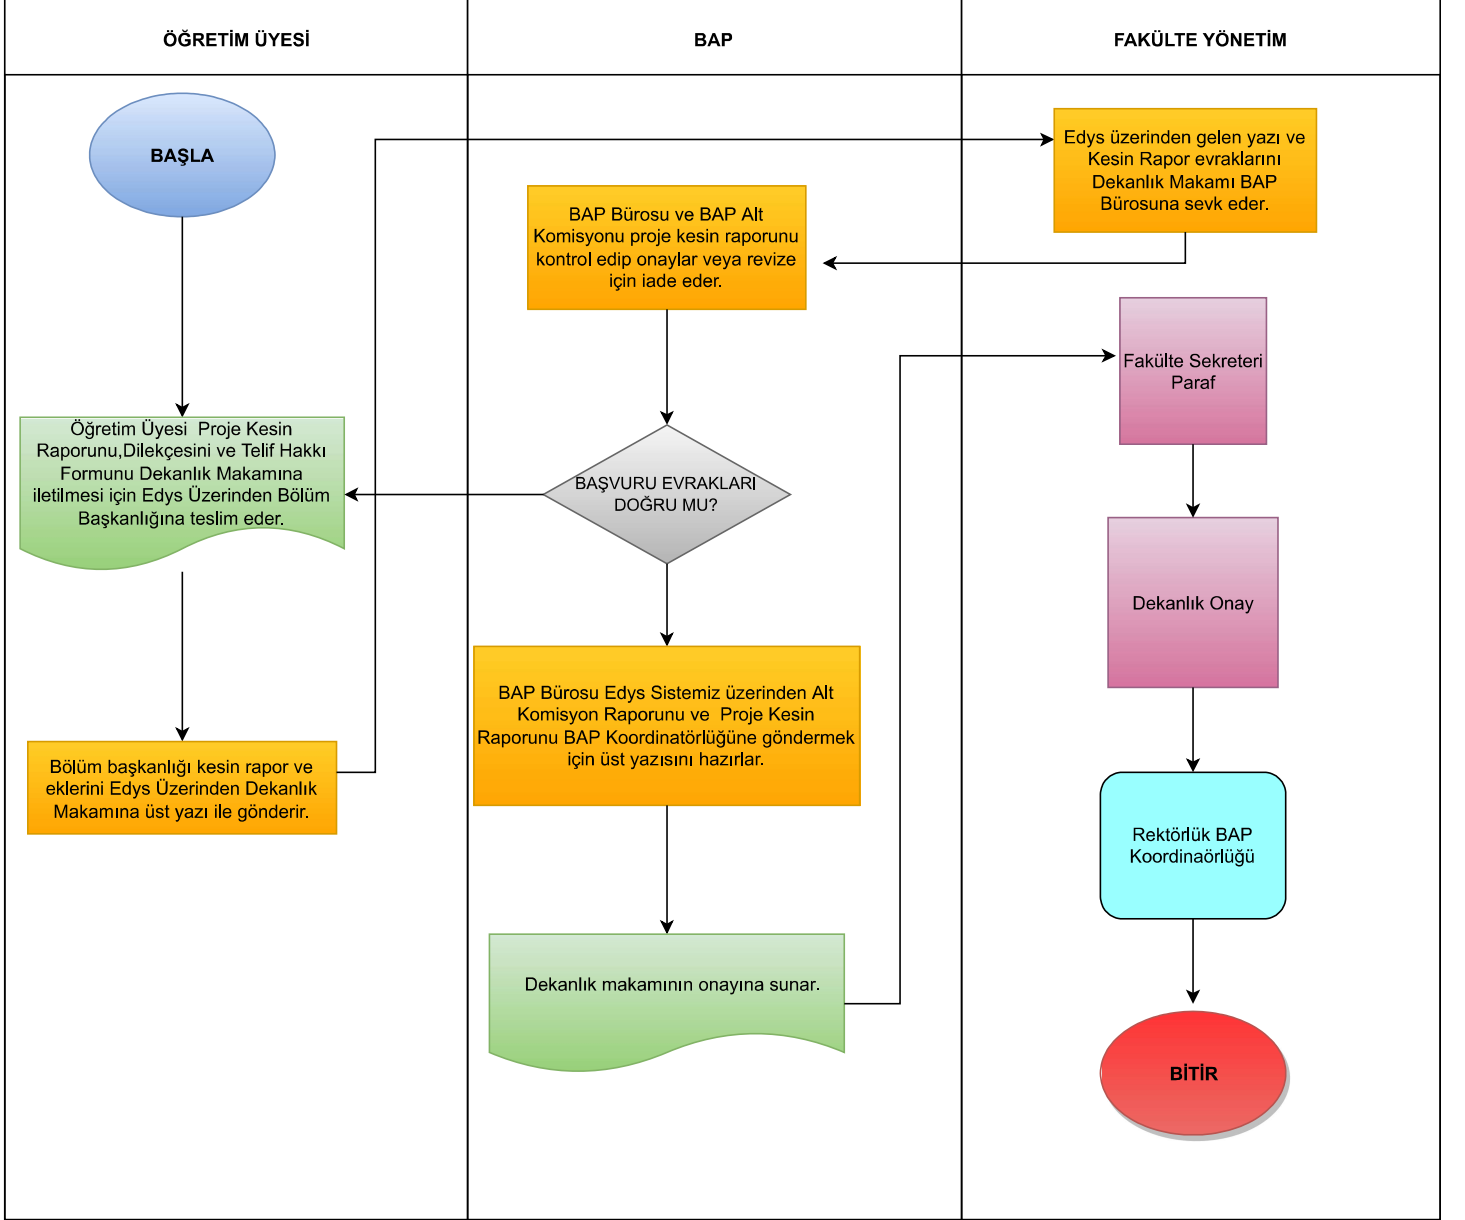 ÖĞRETİM ÜYESİ
BAP
FAKÜLTE YÖNETİM
BAŞLA
Öğretim Üyesi  Proje Kesin
Raporunu,Dilekçesini ve Telif Hakkı
Formunu Dekanlık Makamına
iletilmesi için Edys Üzerinden Bölüm
Başkanlığına teslim eder.
Bölüm başkanlığı kesin rapor ve
eklerini Edys Üzerinden Dekanlık
Makamına üst yazı ile gönderir.
Edys üzerinden gelen yazı ve
Kesin Rapor evraklarını
Dekanlık Makamı BAP
Bürosuna sevk eder.
BAP Bürosu ve BAP Alt
Komisyonu proje kesin raporunu
kontrol edip onaylar veya revize
için iade eder.
BAŞVURU EVRAKLARI
DOĞRU MU?
BAP Bürosu Edys Sistemiz üzerinden Alt
Komisyon Raporunu ve  Proje Kesin
Raporunu BAP Koordinatörlüğüne göndermek
için üst yazısını hazırlar.
Dekanlık makamının onayına sunar.
Fakülte Sekreteri
Paraf
Dekanlık Onay
Rektörlük BAP
Koordinaörlüğü
BİTİR